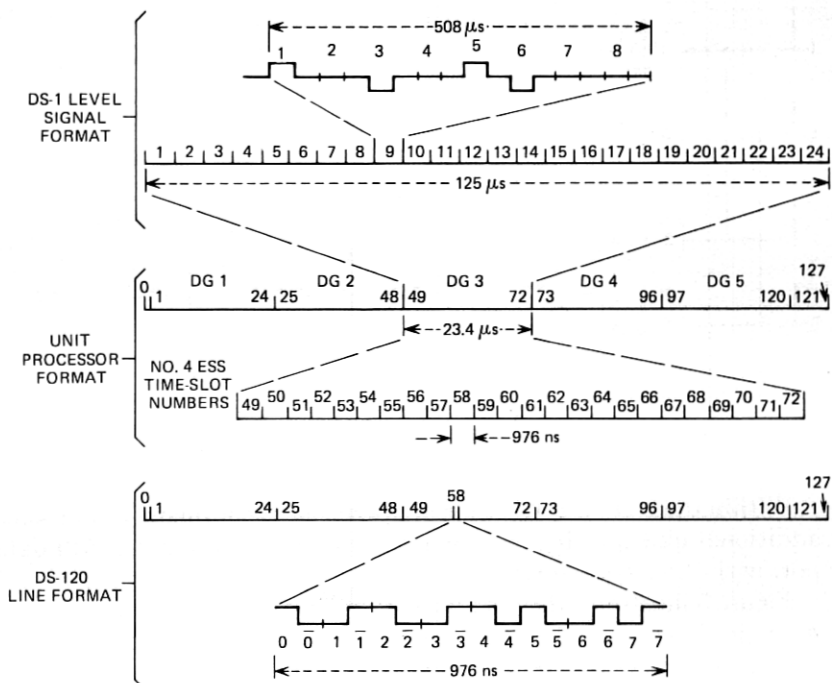 508 μs
1 2 3 4 5 6 7 8
DS-1 LEVEL
SIGNAL
FORMAT
1 2 3 4 5 6 7 8 9 10 11 12 13 14 15 16 17 18 19 20 21 22 23 24
125 μs
127
0 DG 1 DG 2 DG 3 DG 4 DG 5
1 24 25 48 49 72 73 96 97 120 121
23.4 μs
UNIT
PROCESSOR
FORMAT
NO. 4 ESS
TIME-SLOT
NUMBERS
49 50 51 52 53 54 55 56 57 58 59 60 61 62 63 64 65 66 67 68 69 70 71 72
976 ns
127
0 1 24 25 48 49 58 72 73 96 97 120 121
DS-120
LINE FORMAT
0 0̅ 1 1̅ 2 2̅ 3 3̅ 4 4̅ 5 5̅ 6 6̅ 7 7̅
976 ns